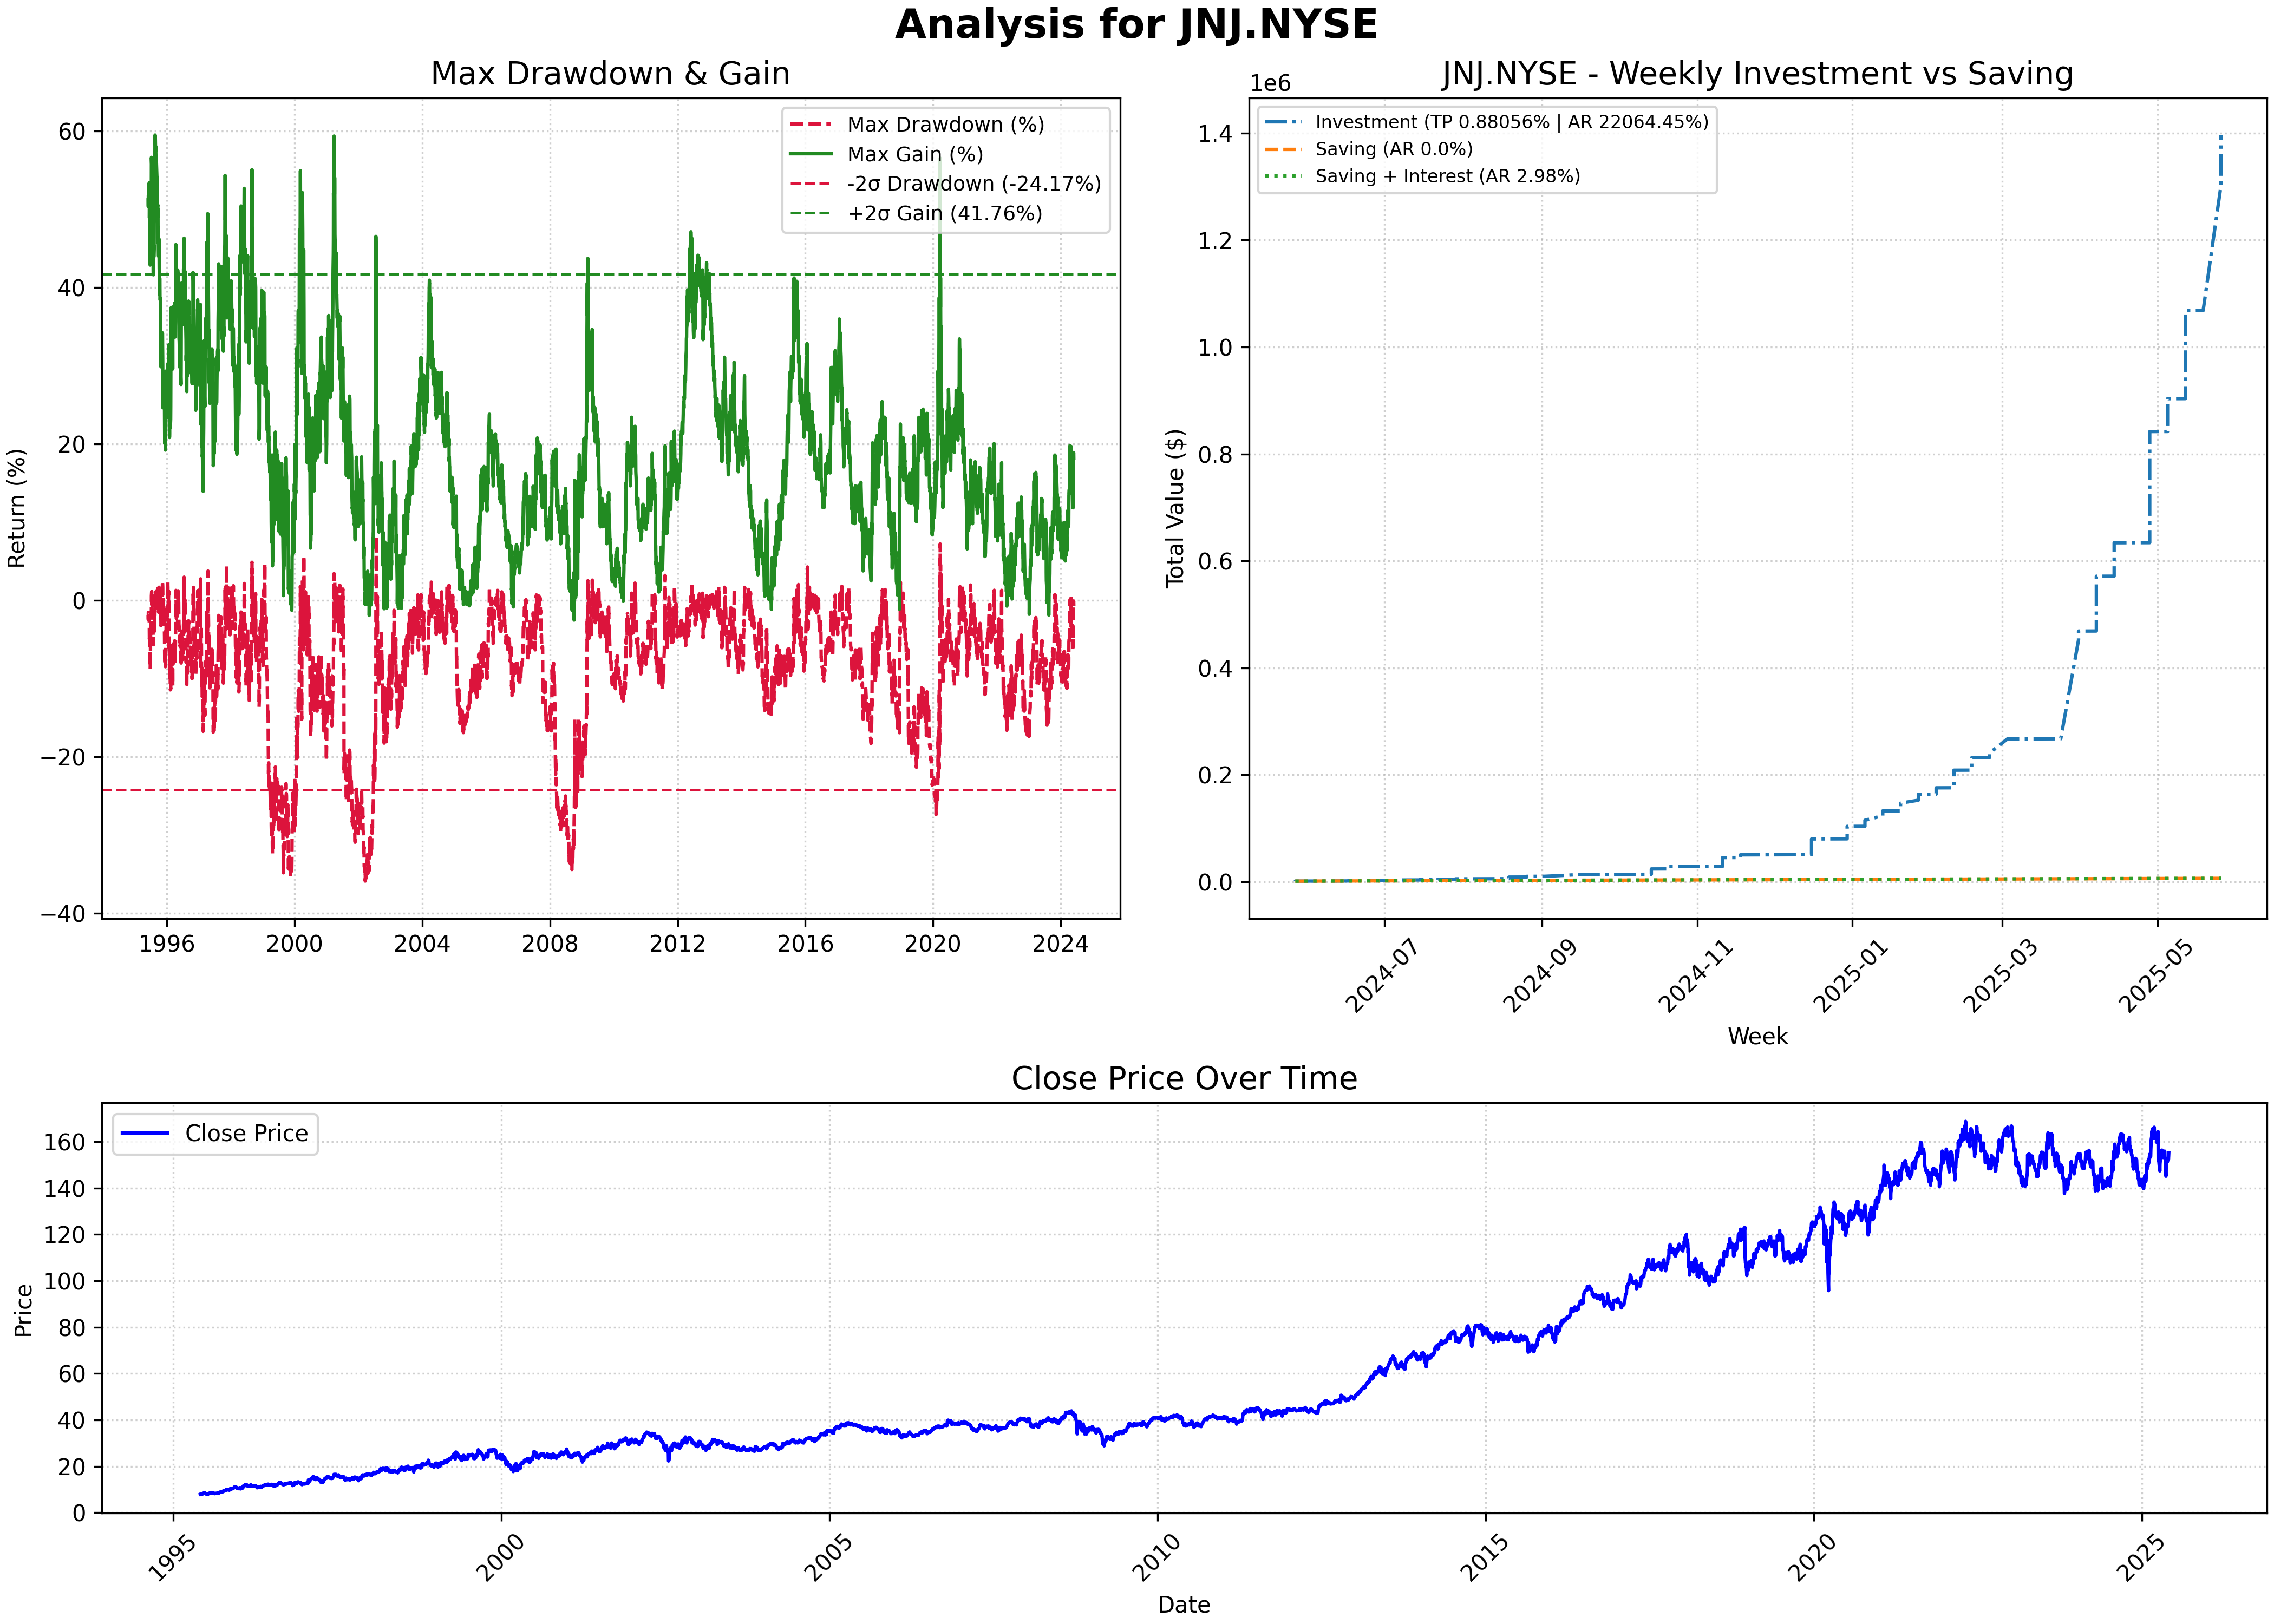 Analysis for JNJ.NYSE
Max Drawdown & Gain
Return (%)
60
40
20
0
−20
−40
1996
2000
2004
2008
2012
2016
2020
2024
Max Drawdown (%)
Max Gain (%)
-2σ Drawdown (-24.17%)
+2σ Gain (41.76%)
JNJ.NYSE - Weekly Investment vs Saving
1e6
Total Value ($)
1.4
1.2
1.0
0.8
0.6
0.4
0.2
0.0
Investment (TP 0.88056% | AR 22064.45%)
Saving (AR 0.0%)
Saving + Interest (AR 2.98%)
2024-07
2024-09
2024-11
2025-01
2025-03
2025-05
Week
Close Price Over Time
Close Price
Price
160
140
120
100
80
60
40
20
0
1995
2000
2005
2010
2015
2020
2025
Date